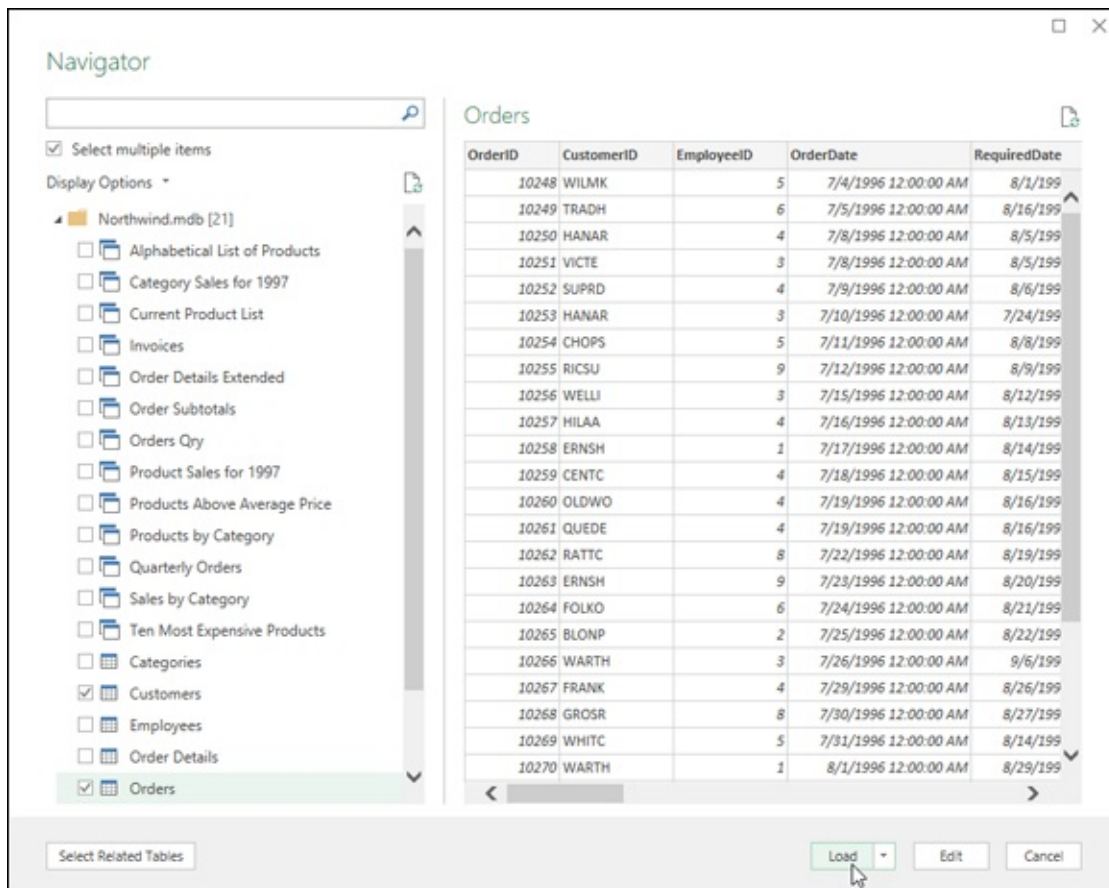 Navigator
Select multiple items
Display Options
Northwind.mdb [21]
Alphabetical List of Products
Category Sales for 1997
Current Product List
Invoices
Order Details Extended
Order Subtotals
Orders Qry
Product Sales for 1997
Products Above Average Price
Products by Category
Quarterly Orders
Sales by Category
Ten Most Expensive Products
Categories
Customers
Employees
Order Details
Orders
Orders
OrderID CustomerID EmployeeID OrderDate RequiredDate
10248 WILMK 5 7/4/1996 12:00:00 AM 8/1/199
10249 TRADH 6 7/5/1996 12:00:00 AM 8/16/199
10250 HANAR 4 7/8/1996 12:00:00 AM 8/5/199
10251 VICTE 3 7/8/1996 12:00:00 AM 8/5/199
10252 SUPRD 4 7/9/1996 12:00:00 AM 8/6/199
10253 HANAR 3 7/10/1996 12:00:00 AM 7/24/199
10254 CHOPS 5 7/11/1996 12:00:00 AM 8/8/199
10255 RICSU 9 7/12/1996 12:00:00 AM 8/9/199
10256 WELLI 3 7/15/1996 12:00:00 AM 8/12/199
10257 HILAA 4 7/16/1996 12:00:00 AM 8/13/199
10258 ERNSH 1 7/17/1996 12:00:00 AM 8/14/199
10259 CENTC 4 7/18/1996 12:00:00 AM 8/15/199
10260 OLDWO 4 7/19/1996 12:00:00 AM 8/16/199
10261 QUEDE 4 7/19/1996 12:00:00 AM 8/16/199
10262 RATTC 8 7/22/1996 12:00:00 AM 8/19/199
10263 ERNSH 9 7/23/1996 12:00:00 AM 8/20/199
10264 FOLKO 6 7/24/1996 12:00:00 AM 8/21/199
10265 BLONP 2 7/25/1996 12:00:00 AM 8/22/199
10266 WARTH 3 7/26/1996 12:00:00 AM 9/6/199
10267 FRANK 4 7/29/1996 12:00:00 AM 8/26/199
10268 GROSR 8 7/30/1996 12:00:00 AM 8/27/199
10269 WHITC 5 7/31/1996 12:00:00 AM 8/14/199
10270 WARTH 1 8/1/1996 12:00:00 AM 8/29/199
Select Related Tables
Load
Edit
Cancel